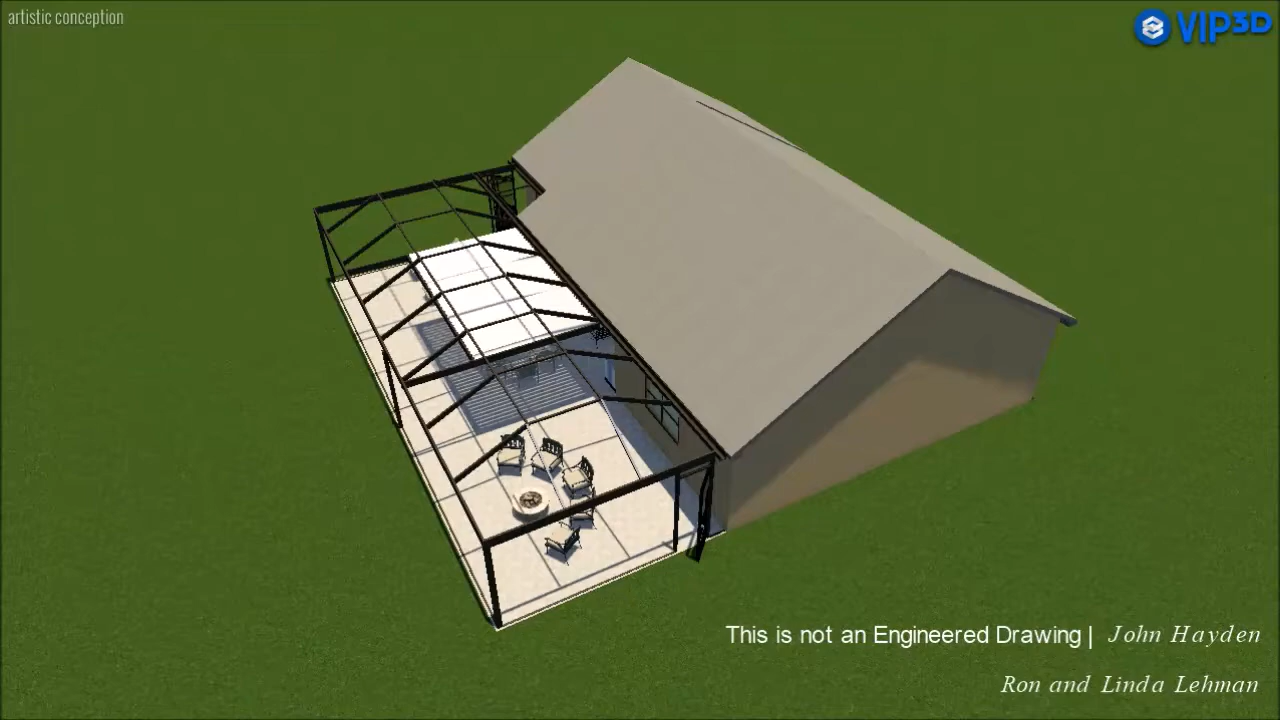 artistic conception
VIP3D
This is not an Engineered Drawing | John Hayden
Ron and Linda Lehman